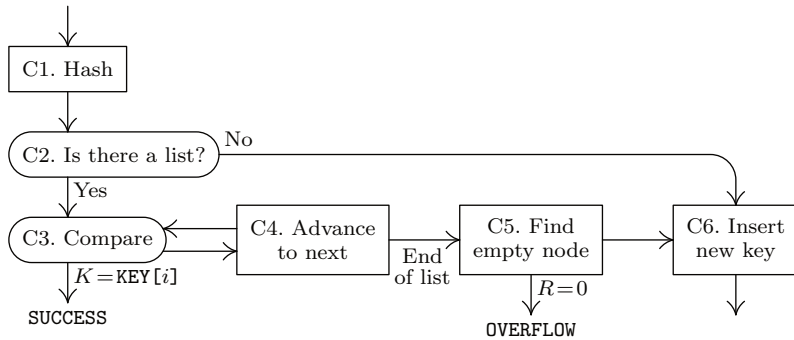 C1. Hash
No
C2. Is there a list?
Yes
C3. Compare
C4. Advance
to next
End
of list
C5. Find
empty node
C6. Insert
new key
K=KEY[i]
SUCCESS
R=0
OVERFLOW